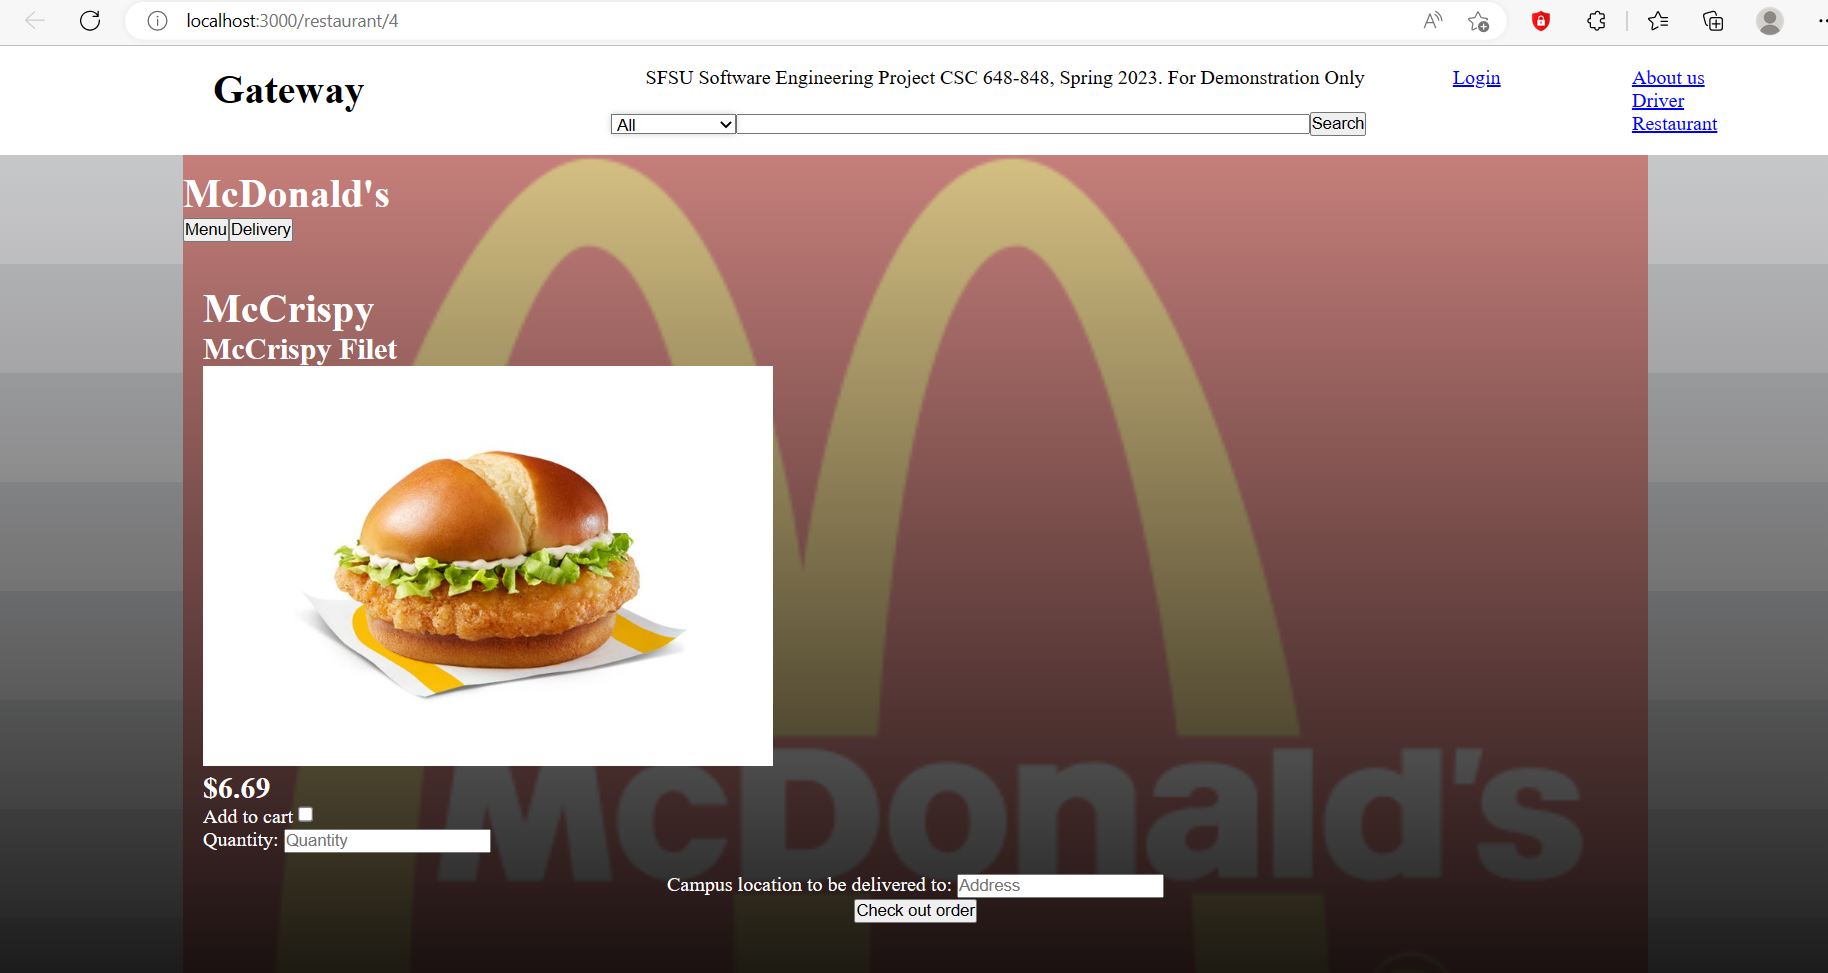 localhost:3000/restaurant/4
Gateway
SFSU Software Engineering Project CSC 648-848, Spring 2023. For Demonstration Only
All
Search
Login
About us
Driver
Restaurant
McDonald's
Menu Delivery
McCrispy
McCrispy Filet
$6.69
Add to cart
Quantity: Quantity
McDonald's
Campus location to be delivered to: Address
Check out order